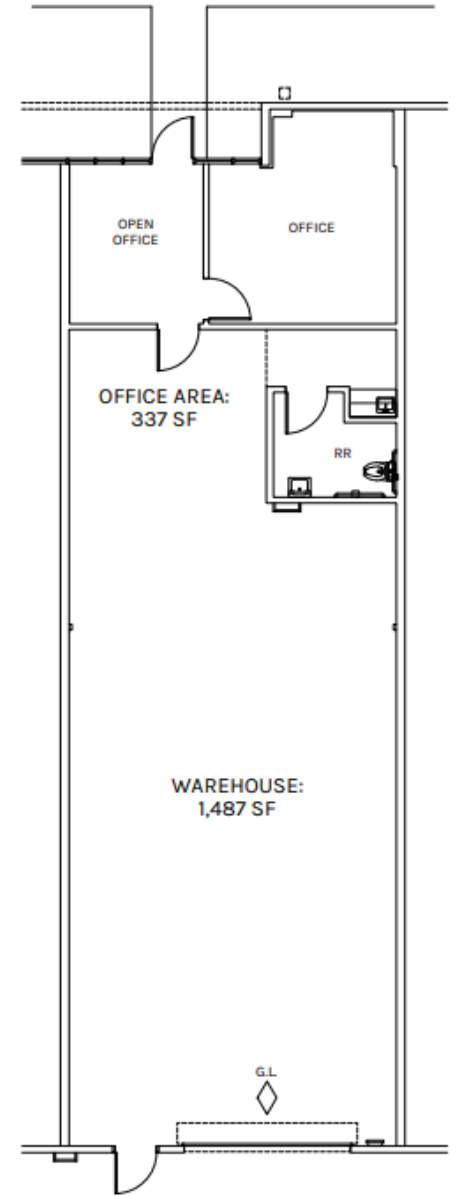 OPEN
OFFICE
OFFICE
OFFICE AREA:
337 SF
RR
WAREHOUSE:
1,487 SF
G.L